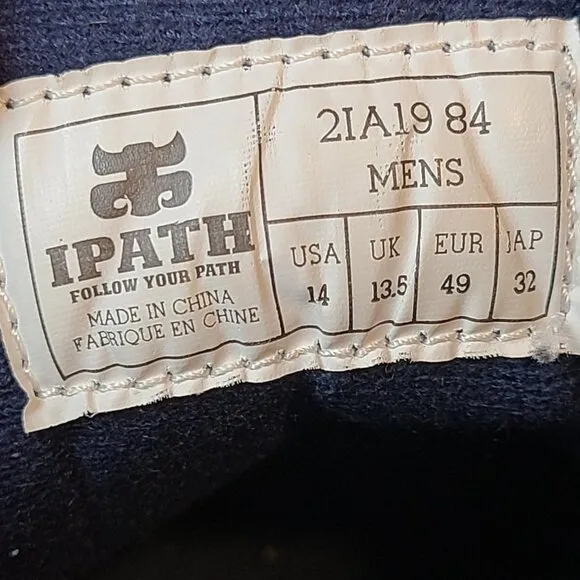 IPATH
FOLLOW YOUR PATH
MADE IN CHINA
FABRIQUE EN CHINE
21A19 84
MENS
USA UK EUR JAP
14 13.5 49 32